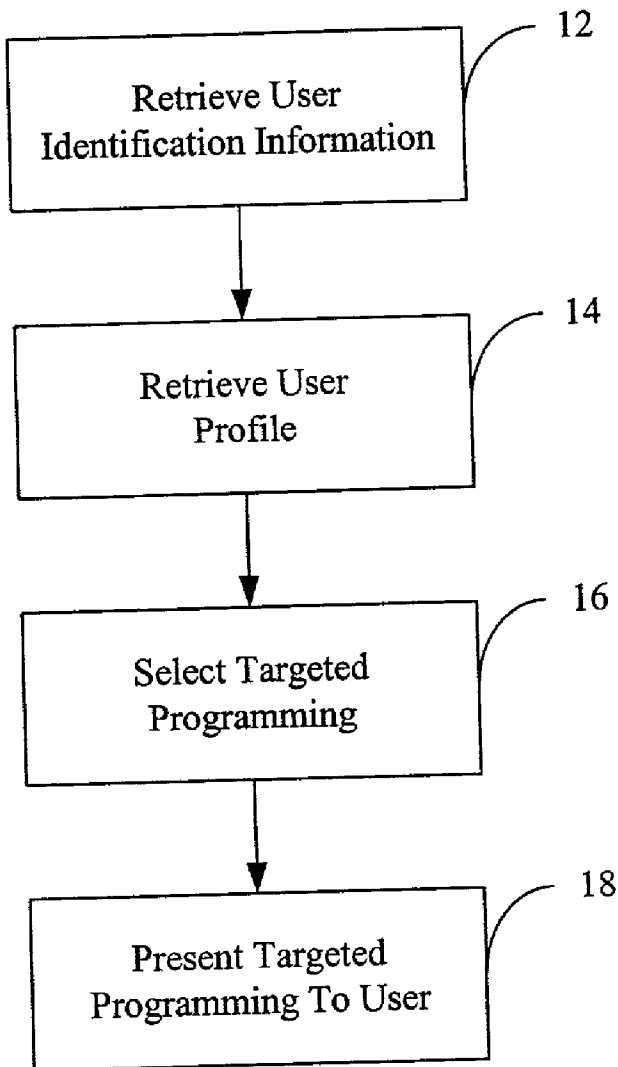 12
Retrieve User
Identification Information
14
Retrieve User
Profile
16
Select Targeted
Programming
18
Present Targeted
Programming To User